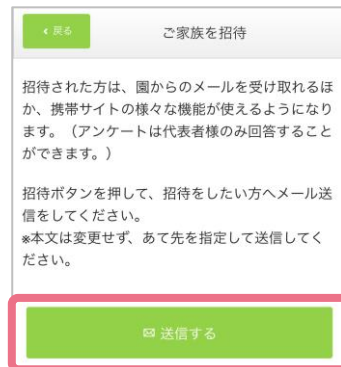 戻る
ご家族を招待
招待された方は、園からのメールを受け取れるほ
か、携帯サイトの様々な機能が使えるようになり
ます。（アンケートは代表者様のみ回答すること
ができます。）
招待ボタンを押して、招待をしたい方へメール送
信をしてください。
※本文は変更せず、あて先を指定して送信してく
ださい。
送信する